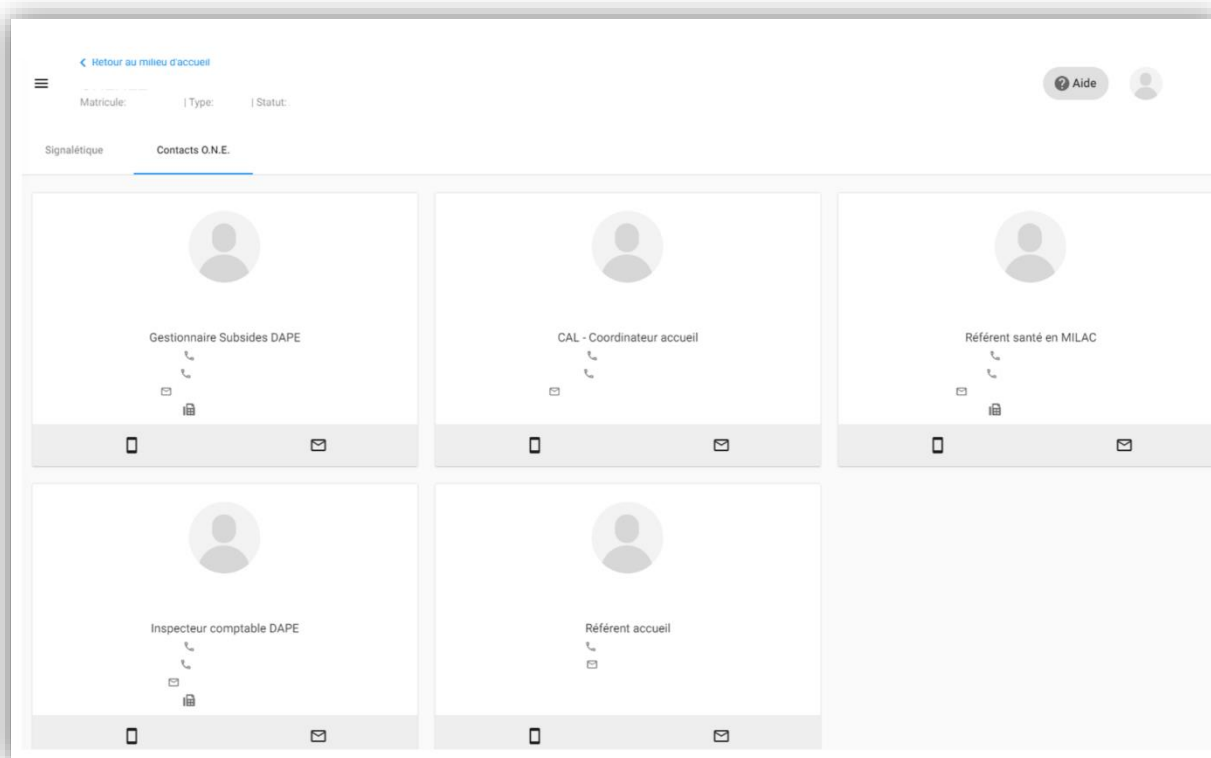 Retour au milieu d'accueil
Aide
Matricule: | Type: | Statut:
Signalétique Contacts O.N.E.
Gestionnaire Subsides DAPE
CAL - Coordinateur accueil
Référent santé en MILAC
Inspecteur comptable DAPE
Référent accueil